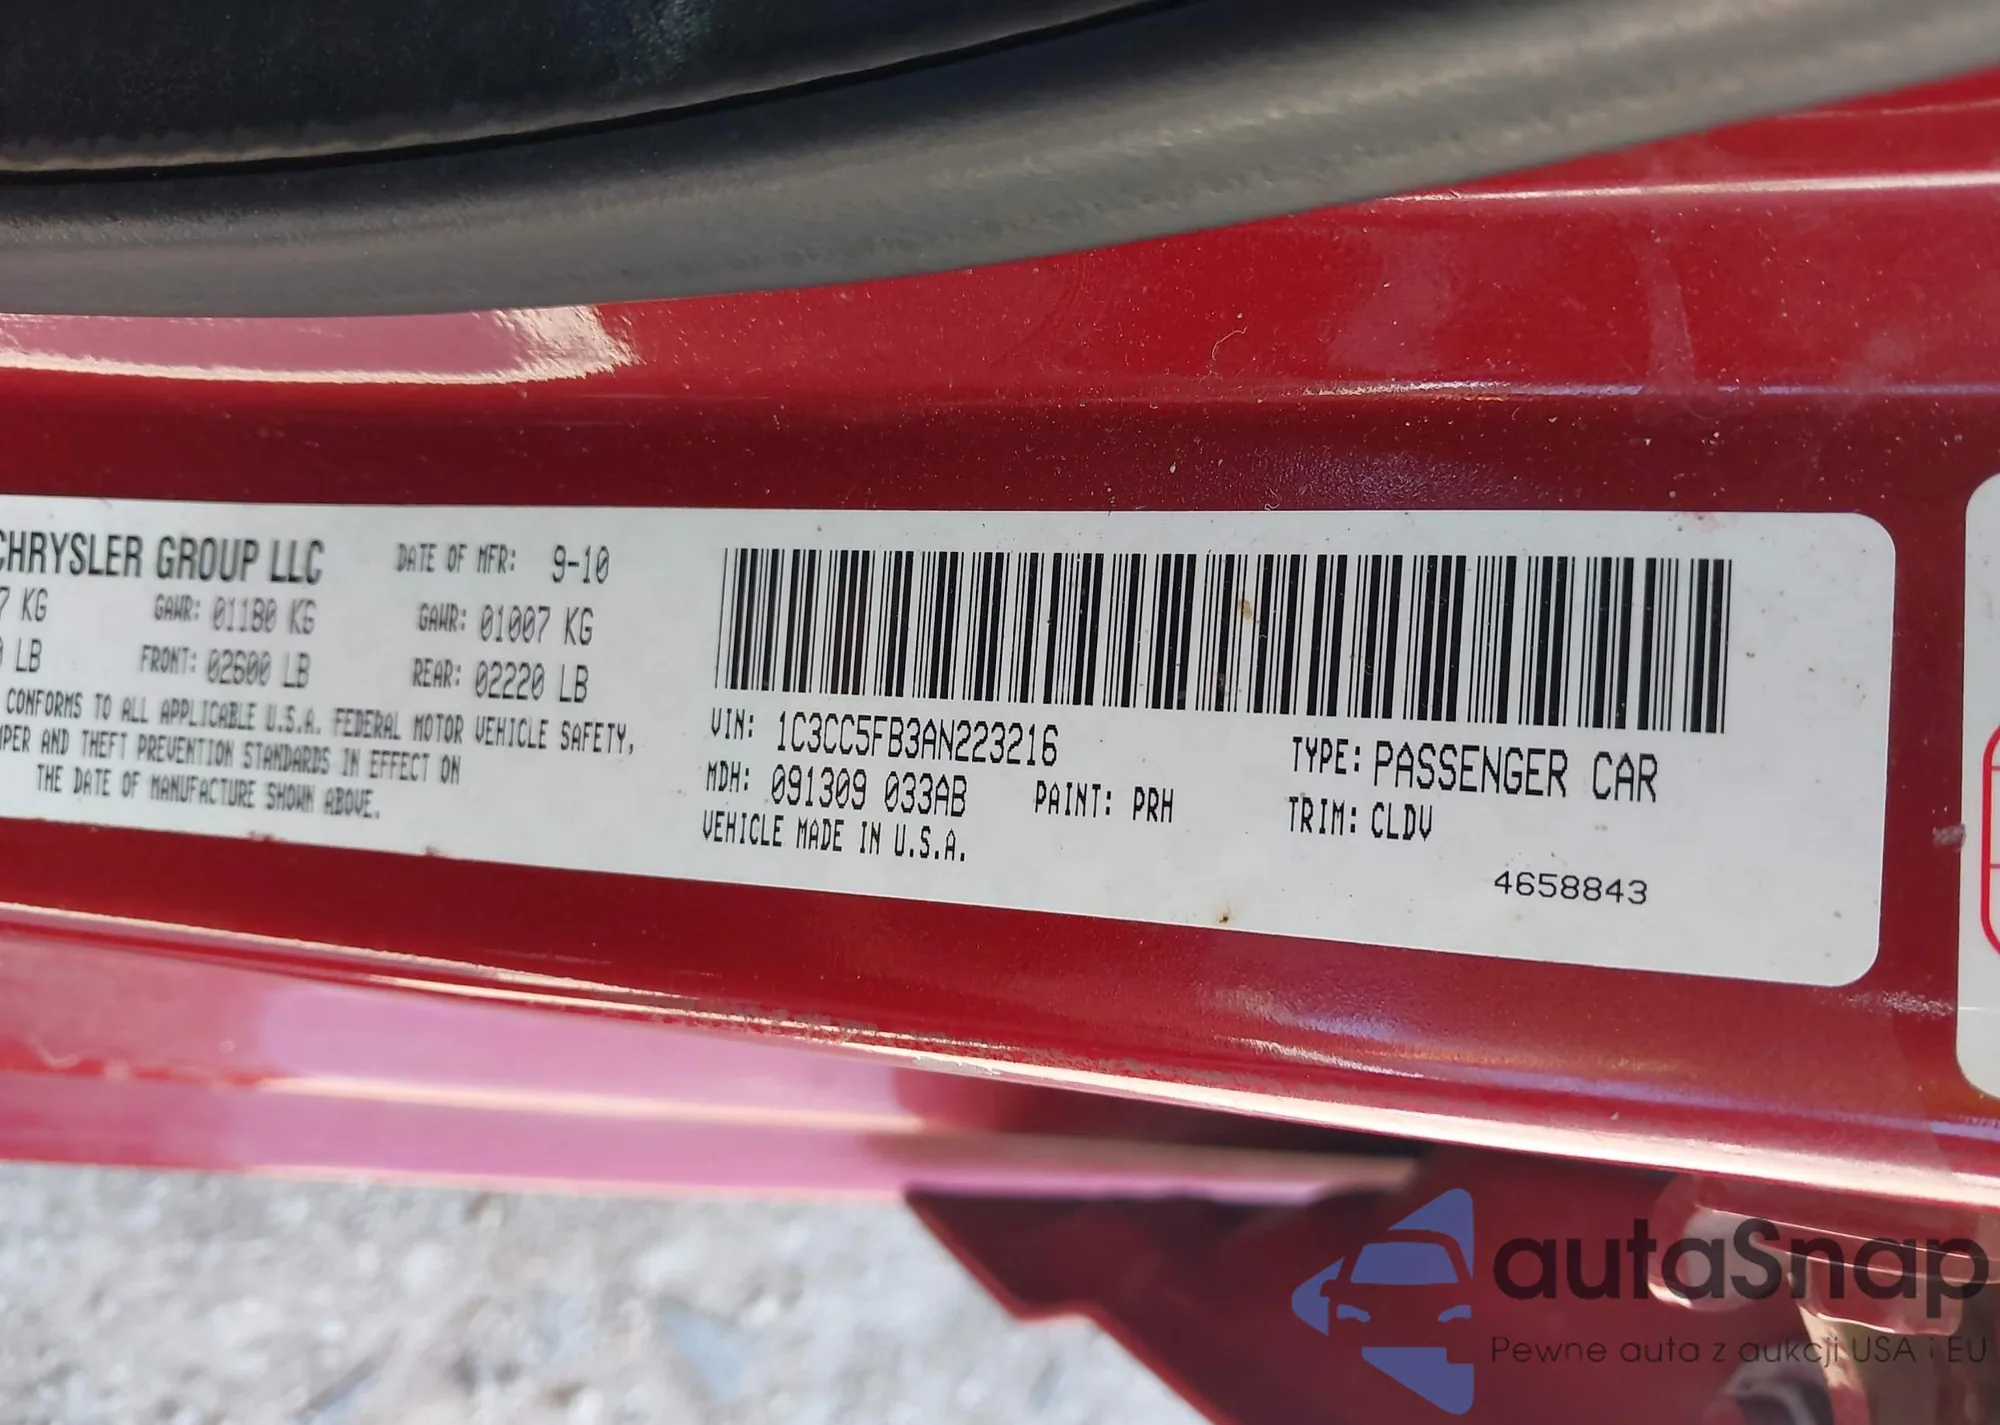 CHRYSLER GROUP LLC DATE OF MFR: 9-10
7 KG GAWR: 01180 KG GAWR: 01007 KG
LB FRONT: 02600 LB REAR: 02220 LB
CONFORMS TO ALL APPLICABLE U.S.A. FEDERAL MOTOR VEHICLE SAFETY,
MPER AND THEFT PREVENTION STANDARDS IN EFFECT ON
THE DATE OF MANUFACTURE SHOWN ABOVE.
VIN: 1C3CC5FB3AN223216 TYPE: PASSENGER CAR
MDH: 091309 033AB PAINT: PRH TRIM: CLDV
VEHICLE MADE IN U.S.A.
4658843
autaSnap
Pewne auta z aukcji USA i EU